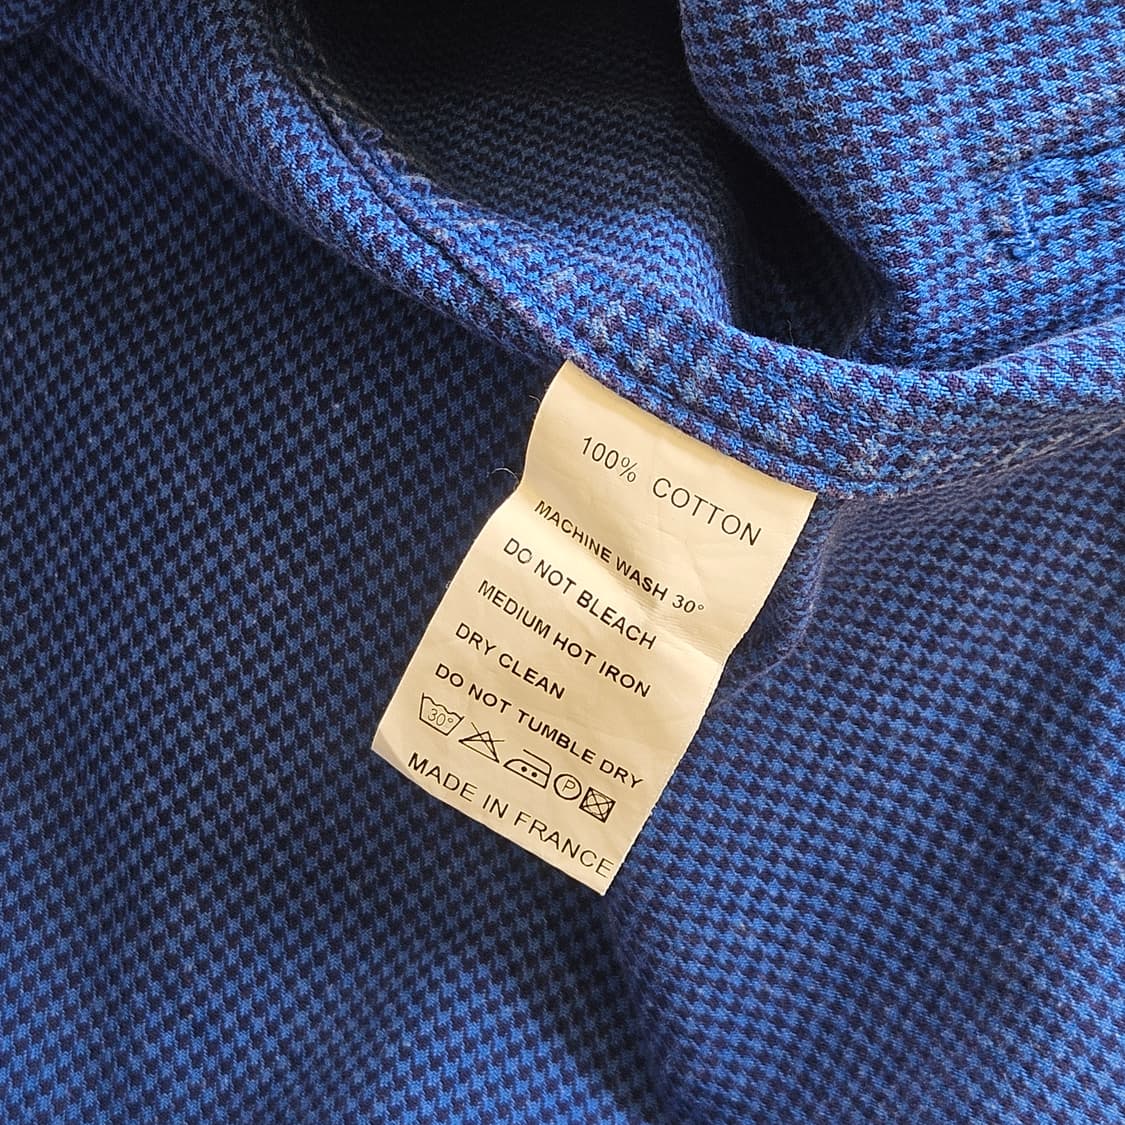 100% COTTON
MACHINE WASH 30°
DO NOT BLEACH
MEDIUM HOT IRON
DRY CLEAN
DO NOT TUMBLE DRY
30° P
MADE IN FRANCE